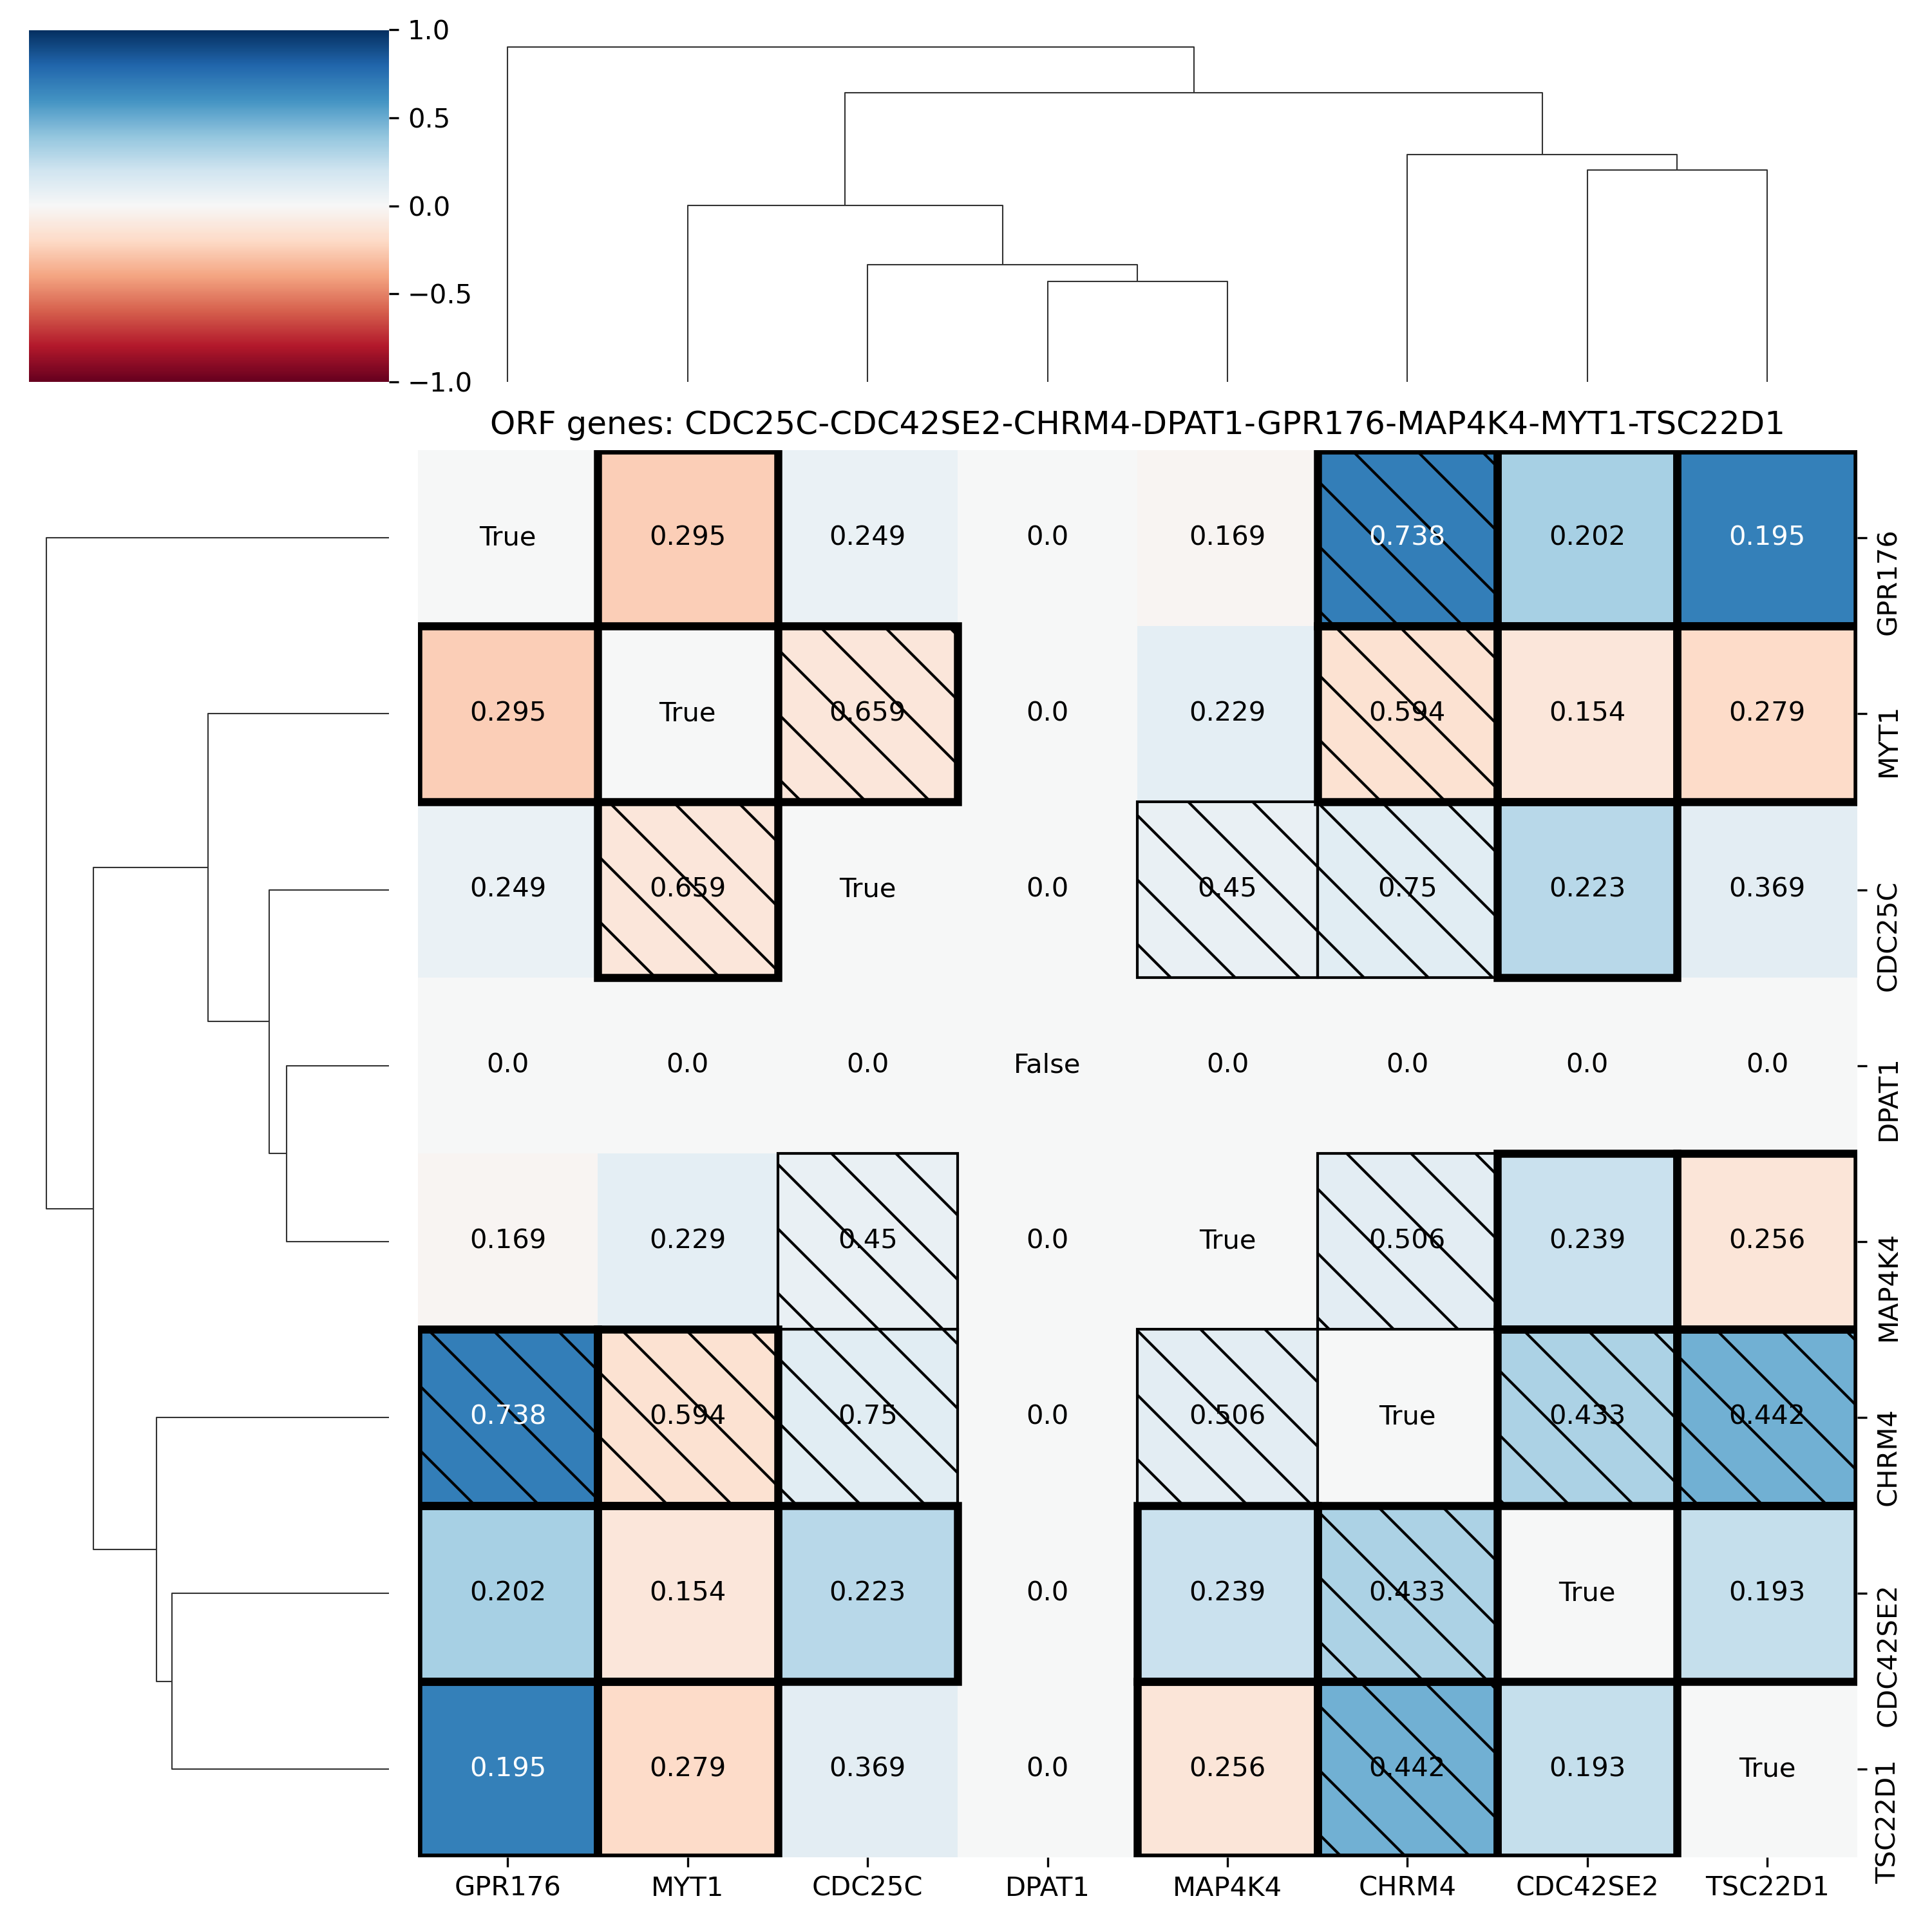 1.0
0.5
0.0
−0.5
−1.0
ORF genes: CDC25C-CDC42SE2-CHRM4-DPAT1-GPR176-MAP4K4-MYT1-TSC22D1
True 0.295 0.249 0.0 0.169 0.738 0.202 0.195 GPR176
0.295 True 0.659 0.0 0.229 0.594 0.154 0.279 MYT1
0.249 0.659 True 0.0 0.45 0.75 0.223 0.369 CDC25C
0.0 0.0 0.0 False 0.0 0.0 0.0 0.0 DPAT1
0.169 0.229 0.45 0.0 True 0.506 0.239 0.256 MAP4K4
0.738 0.594 0.75 0.0 0.506 True 0.433 0.442 CHRM4
0.202 0.154 0.223 0.0 0.239 0.433 True 0.193 CDC42SE2
0.195 0.279 0.369 0.0 0.256 0.442 0.193 True TSC22D1
GPR176 MYT1 CDC25C DPAT1 MAP4K4 CHRM4 CDC42SE2 TSC22D1